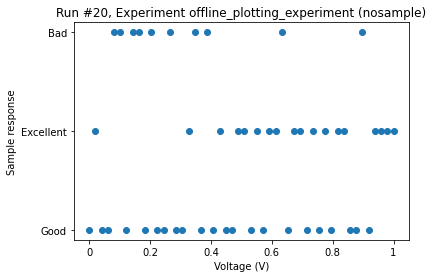 Run #20, Experiment offline_plotting_experiment (nosample)
Bad
Excellent
Good
Sample response
0 0.2 0.4 0.6 0.8 1
Voltage (V)